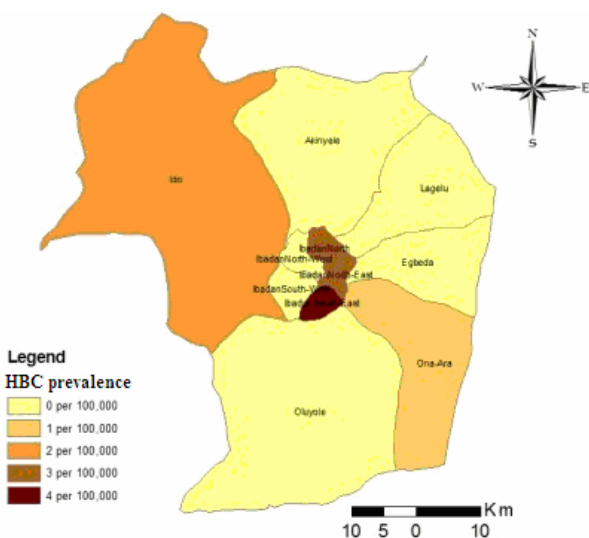 N
W E
S
Akinyele
Ido
Lagelu
IbadanNorth
IbadanNorth-West
Egbeda
IbadanNorth-East
IbadanSouth-West
Ibadan South-East
Ona-Ara
Oluyole
Legend
HBC prevalence
0 per 100,000
1 per 100,000
2 per 100,000
3 per 100,000
4 per 100,000
Km
10 5 0 10